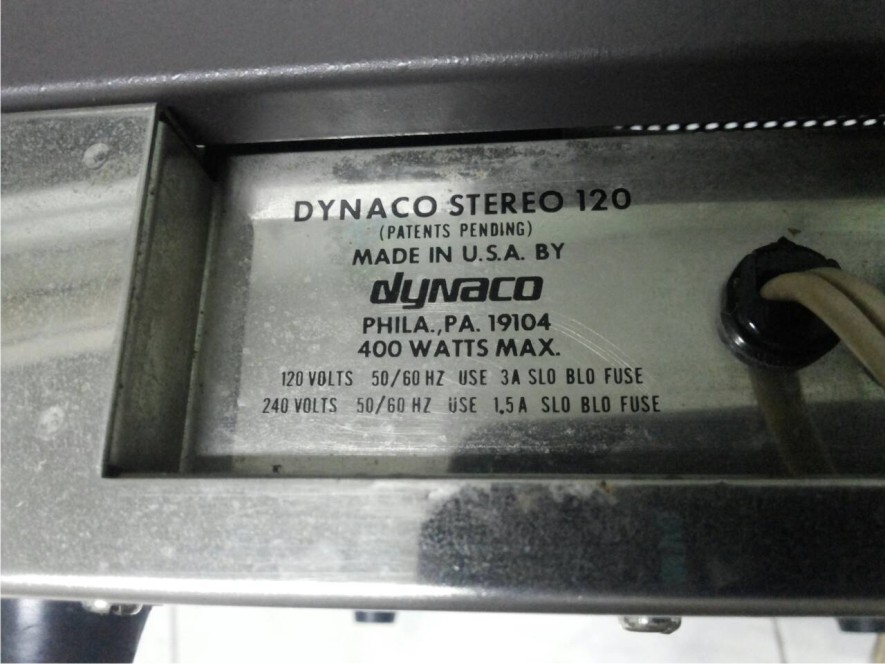 DYNACO STEREO 120
(PATENTS PENDING)
MADE IN U.S.A. BY
dynaco
PHILA.,PA. 19104
400 WATTS MAX.
120 VOLTS 50/60 HZ USE 3A SLO BLO FUSE
240 VOLTS 50/60 HZ USE 1.5A SLO BLO FUSE